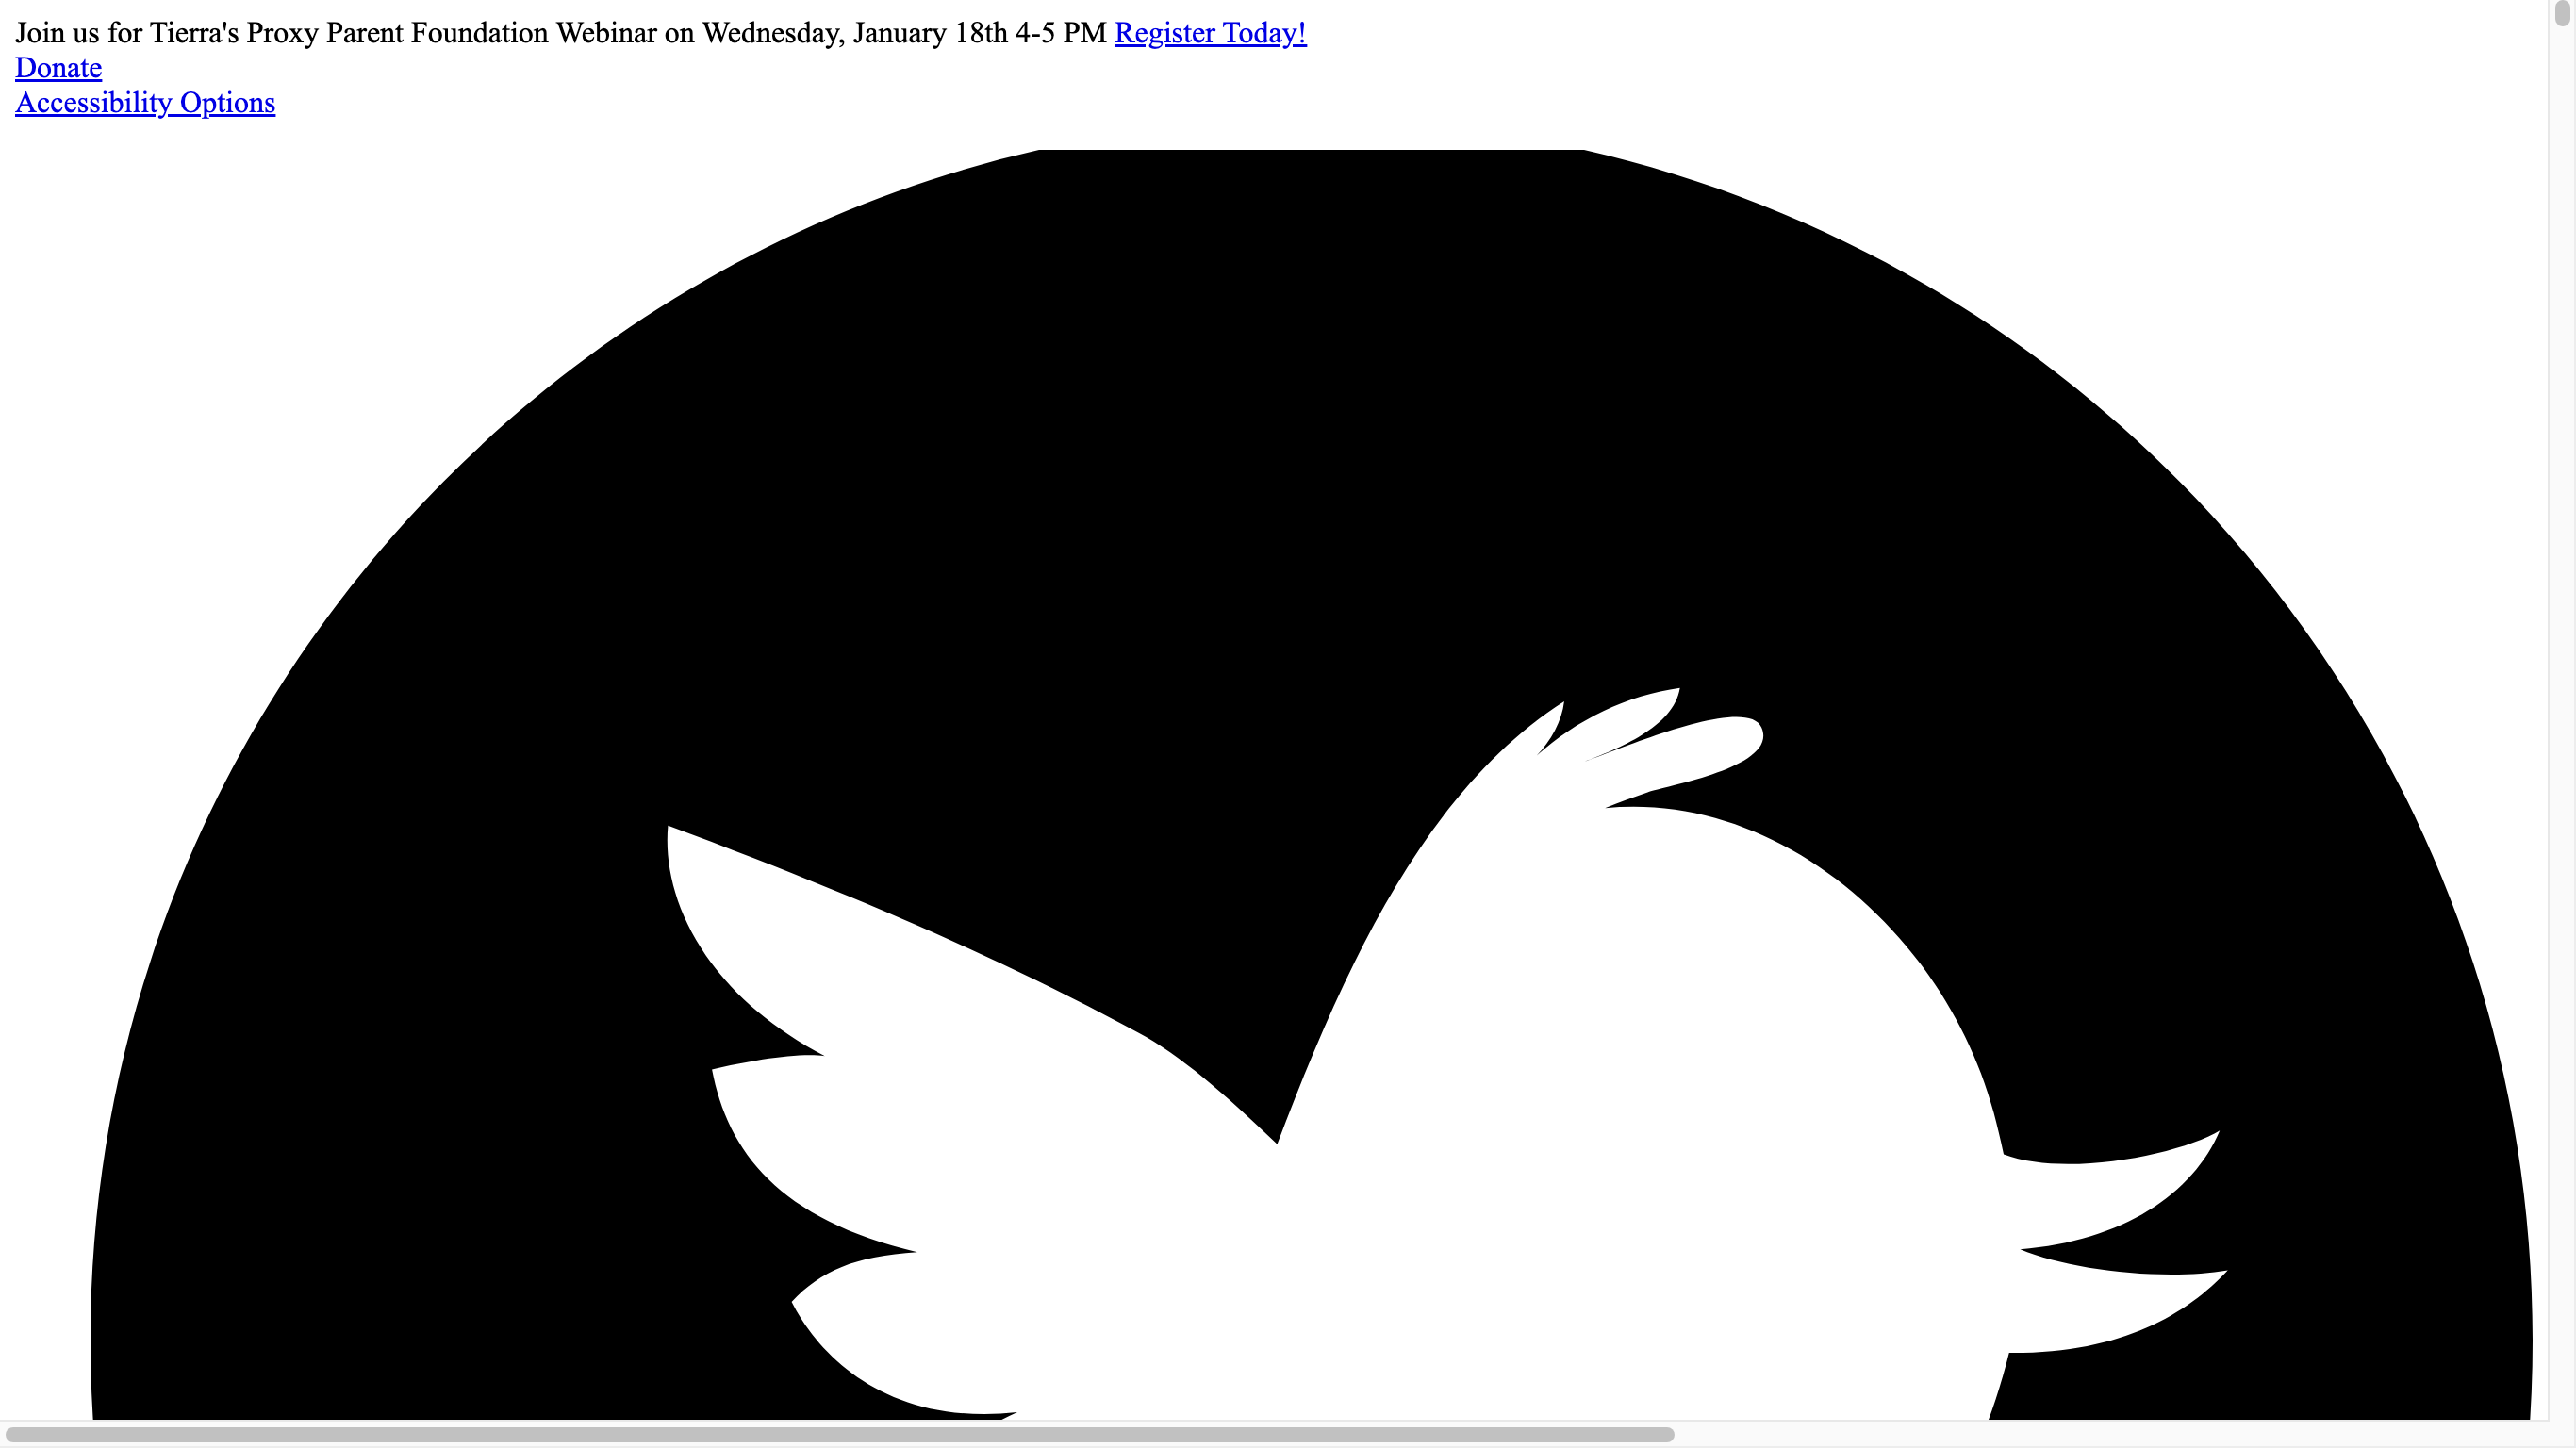 Join us for Tierra's Proxy Parent Foundation Webinar on Wednesday, January 18th 4-5 PM Register Today!
Donate
Accessibility Options